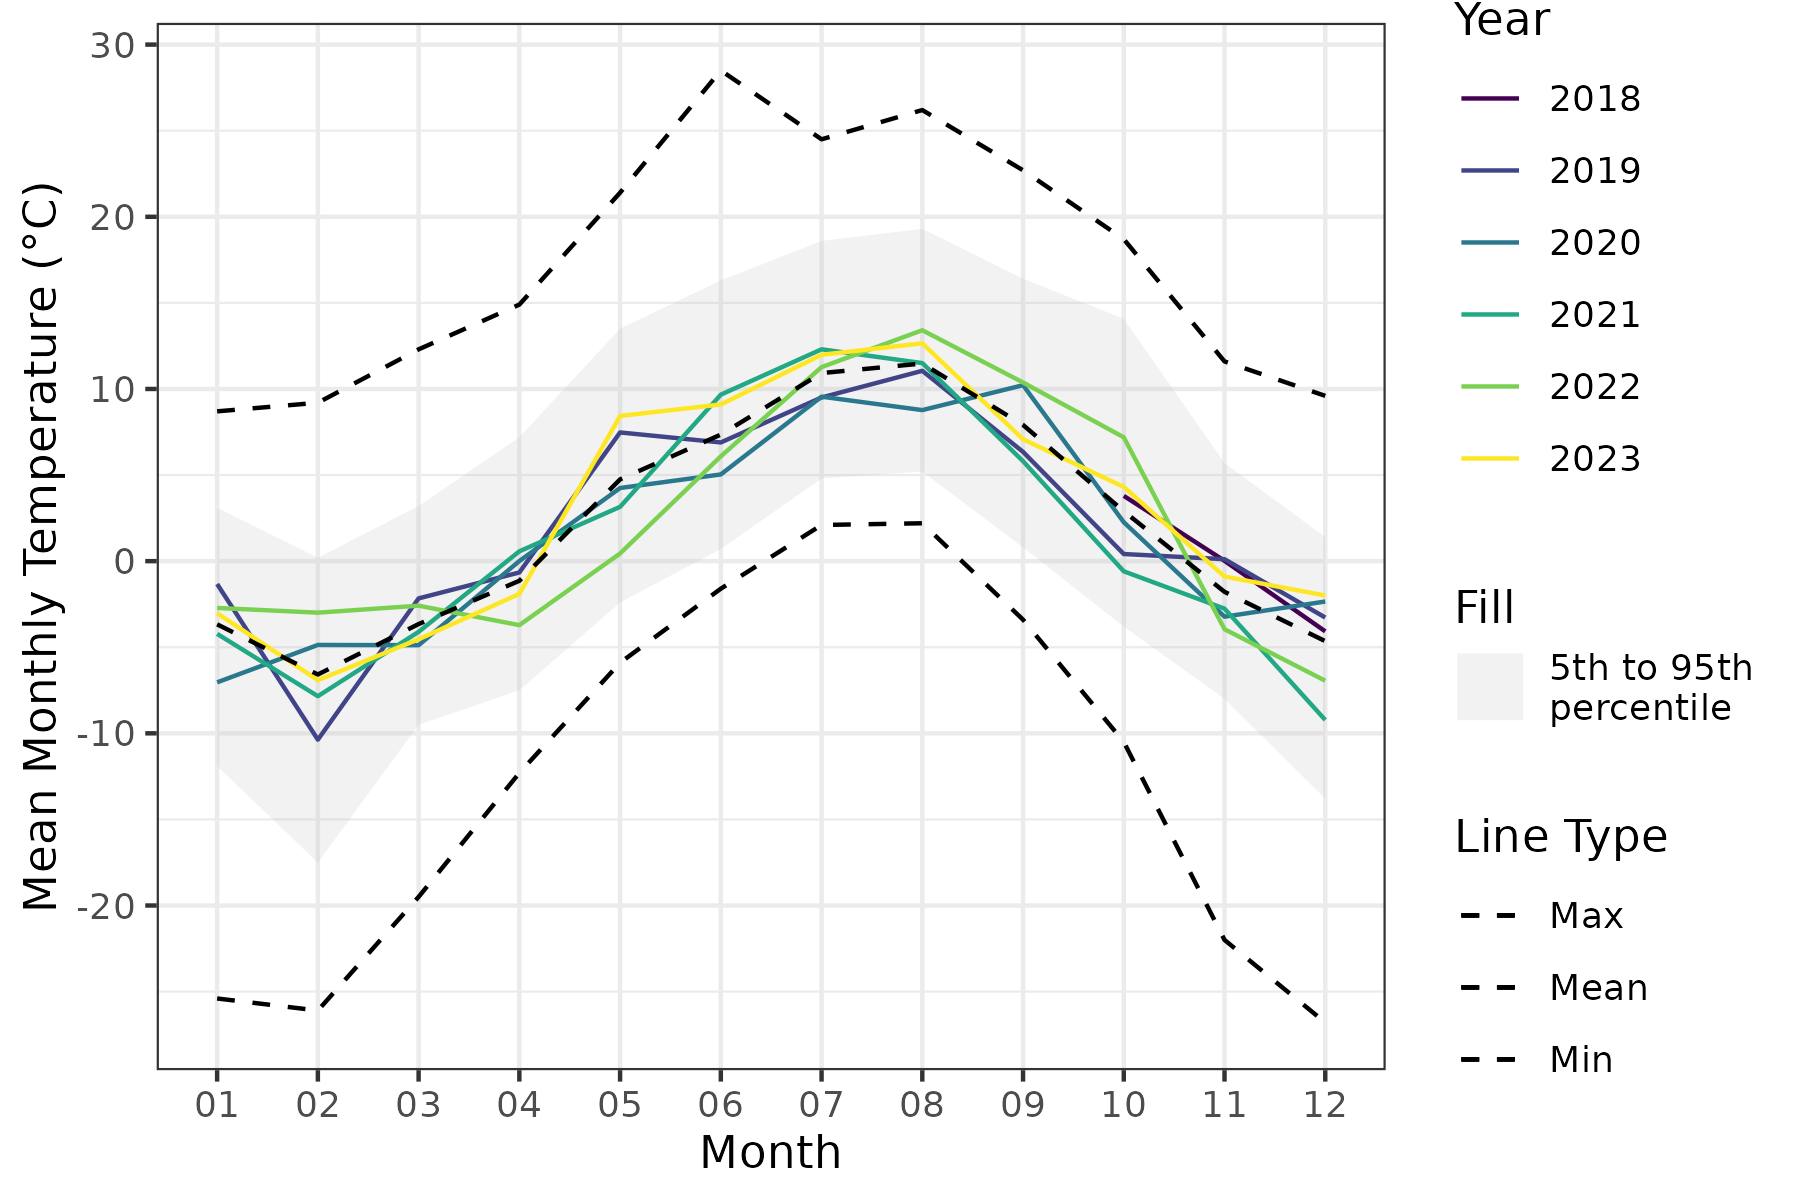 Mean Monthly Temperature (°C)
30
20
10
0
-10
-20
01 02 03 04 05 06 07 08 09 10 11 12
Month
Year
2018
2019
2020
2021
2022
2023
Fill
5th to 95th
percentile
Line Type
Max
Mean
Min